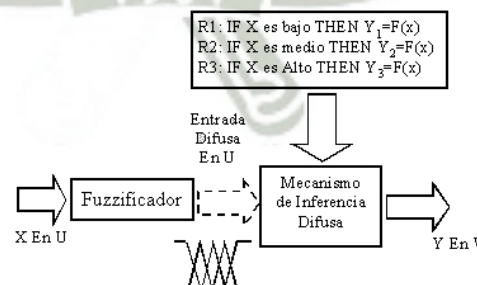 R1: IF X es bajo THEN Y₁=F(x)
R2: IF X es medio THEN Y₂=F(x)
R3: IF X es Alto THEN Y₃=F(x)
Entrada
Difusa
En U
Fuzzificador
Mecanismo
de Inferencia
Difusa
X En U
Y En